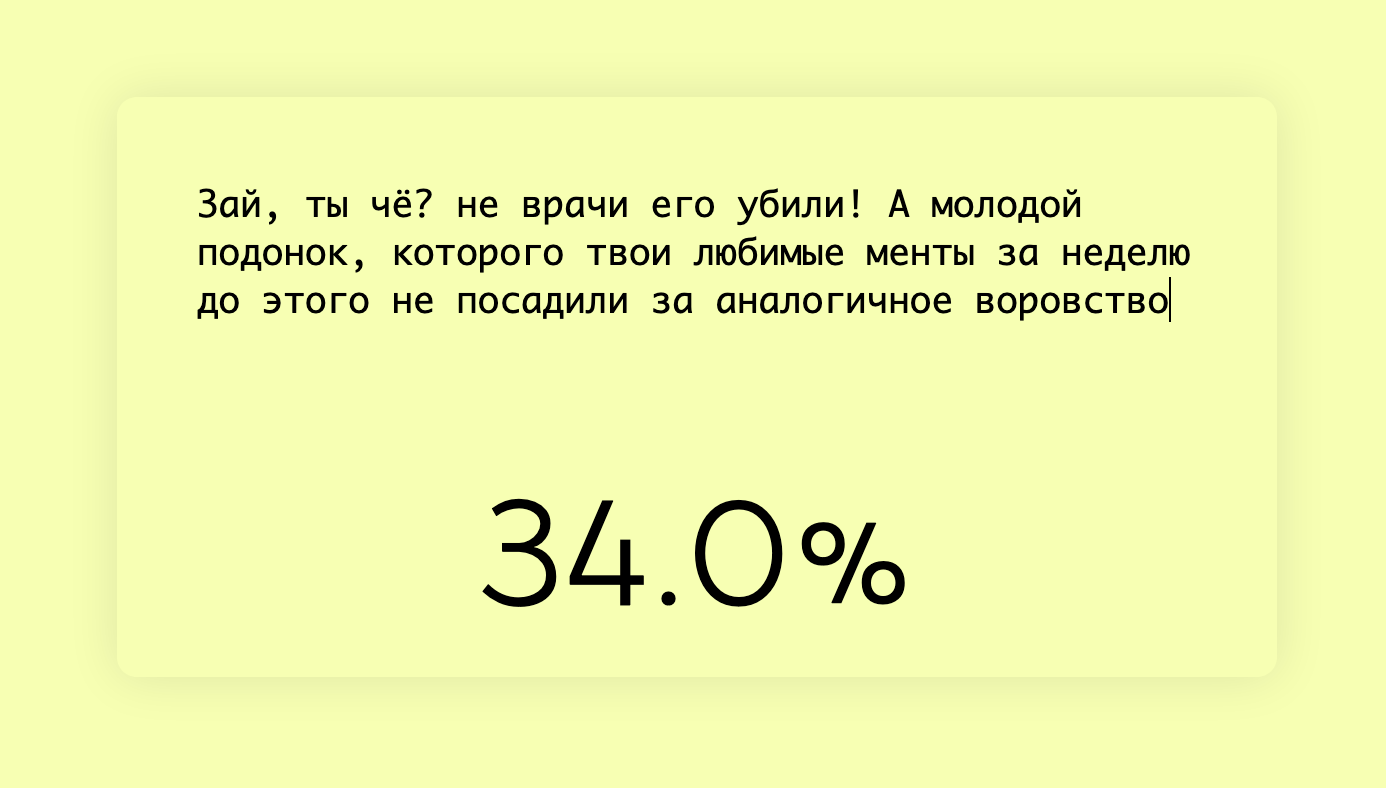 Зай, ты чё? не врачи его убили! А молодой
подонок, которого твои любимые менты за неделю
до этого не посадили за аналогичное воровство
34.0%